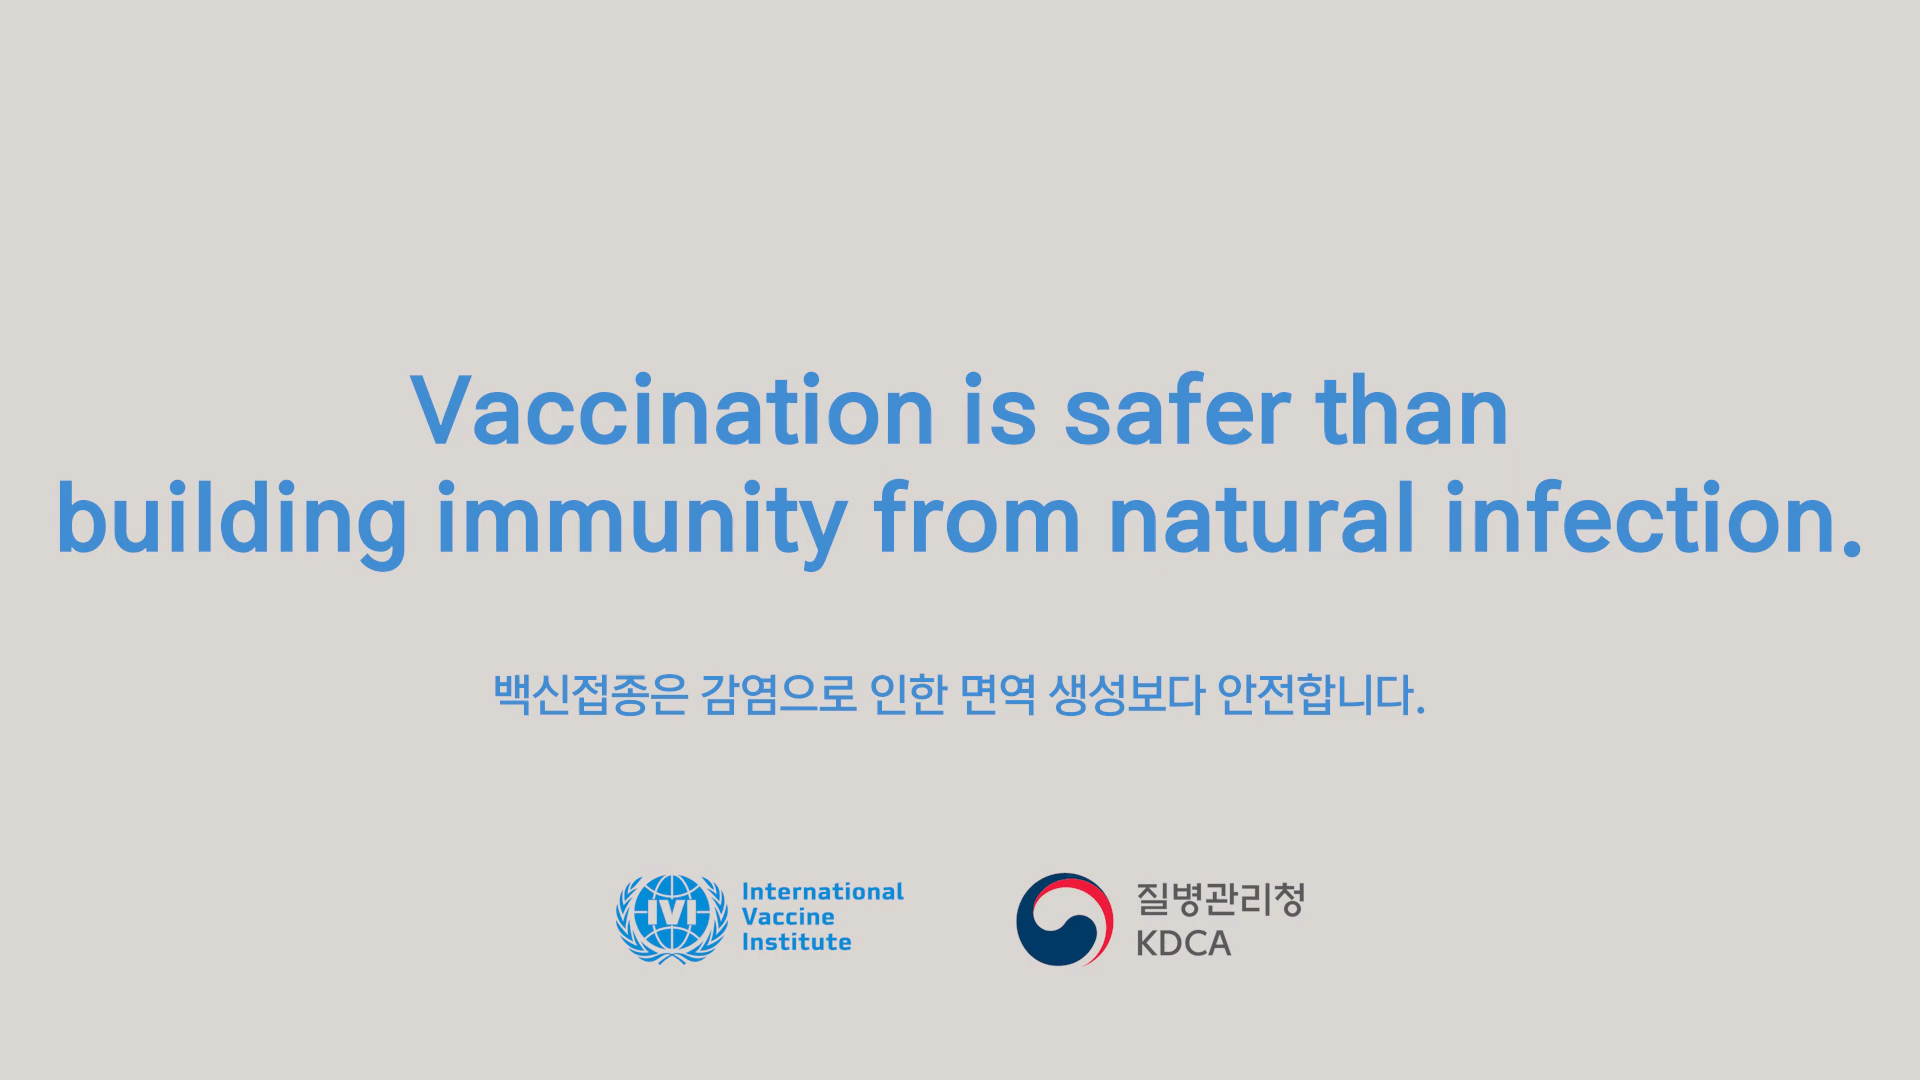 Vaccination is safer than
building immunity from natural infection.
백신접종은 감염으로 인한 면역 생성보다 안전합니다.
IVI
International
Vaccine
Institute
질병관리청
KDCA